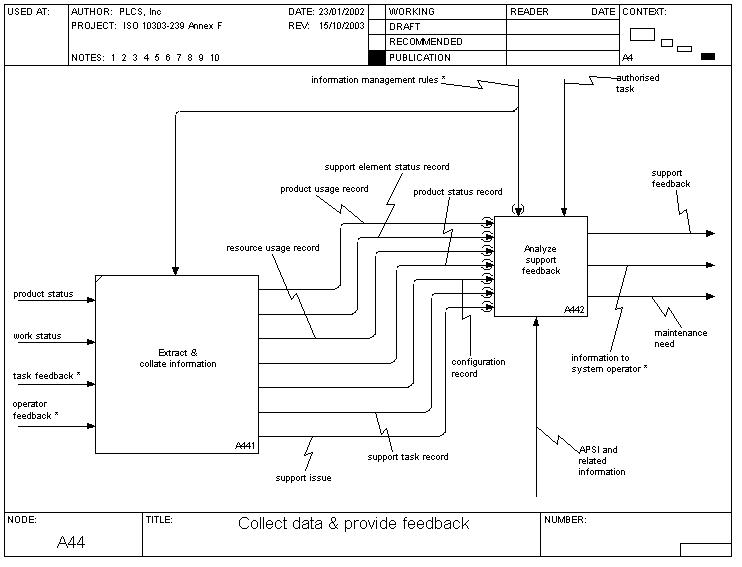 USED AT:
AUTHOR: PLCS, Inc
DATE: 23/01/2002
PROJECT: ISO 10303-239 Annex F
REV: 15/10/2003
NOTES: 1 2 3 4 5 6 7 8 9 10
WORKING
DRAFT
RECOMMENDED
PUBLICATION
READER DATE
CONTEXT:
A4
information management rules *
authorised
task
support element status record
product usage record
product status record
resource usage record
support
feedback
Analyze
support
feedback
A442
product status
work status
task feedback *
operator
feedback *
Extract &
collate information
A441
configuration
record
information to
system operator *
maintenance
need
support task record
support issue
APSI and
related
information
NODE:
A44
TITLE:
Collect data & provide feedback
NUMBER: